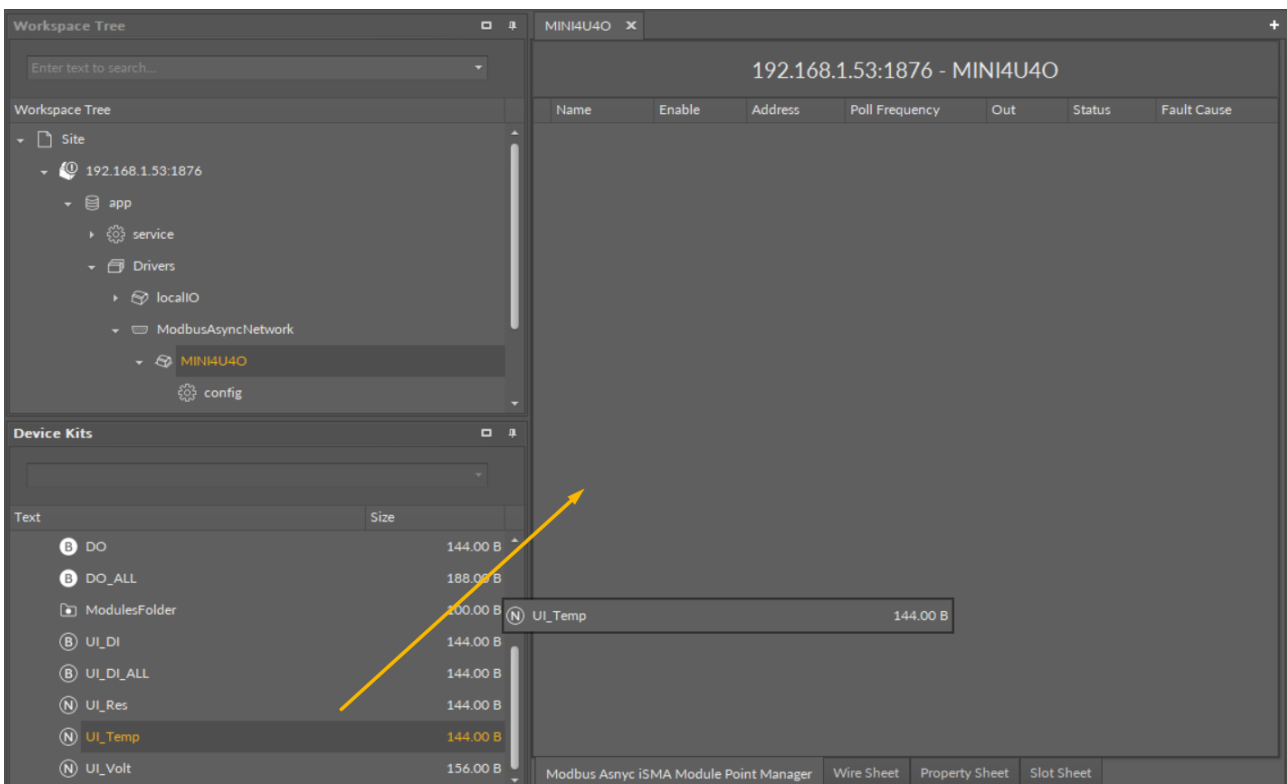 Workspace Tree
Enter text to search...
Workspace Tree
Site
192.168.1.53:1876
app
service
Drivers
localIO
ModbusAsyncNetwork
MINI4U4O
config
Device Kits
Text Size
DO 144.00 B
DO_ALL 188.00 B
ModulesFolder 100.00 B
UI_DI 144.00 B
UI_DI_ALL 144.00 B
UI_Res 144.00 B
UI_Temp 144.00 B
UI_Volt 156.00 B
MINI4U4O
192.168.1.53:1876 - MINI4U4O
Name Enable Address Poll Frequency Out Status Fault Cause
N UI_Temp 144.00 B
Modbus Asnyc iSMA Module Point Manager Wire Sheet Property Sheet Slot Sheet